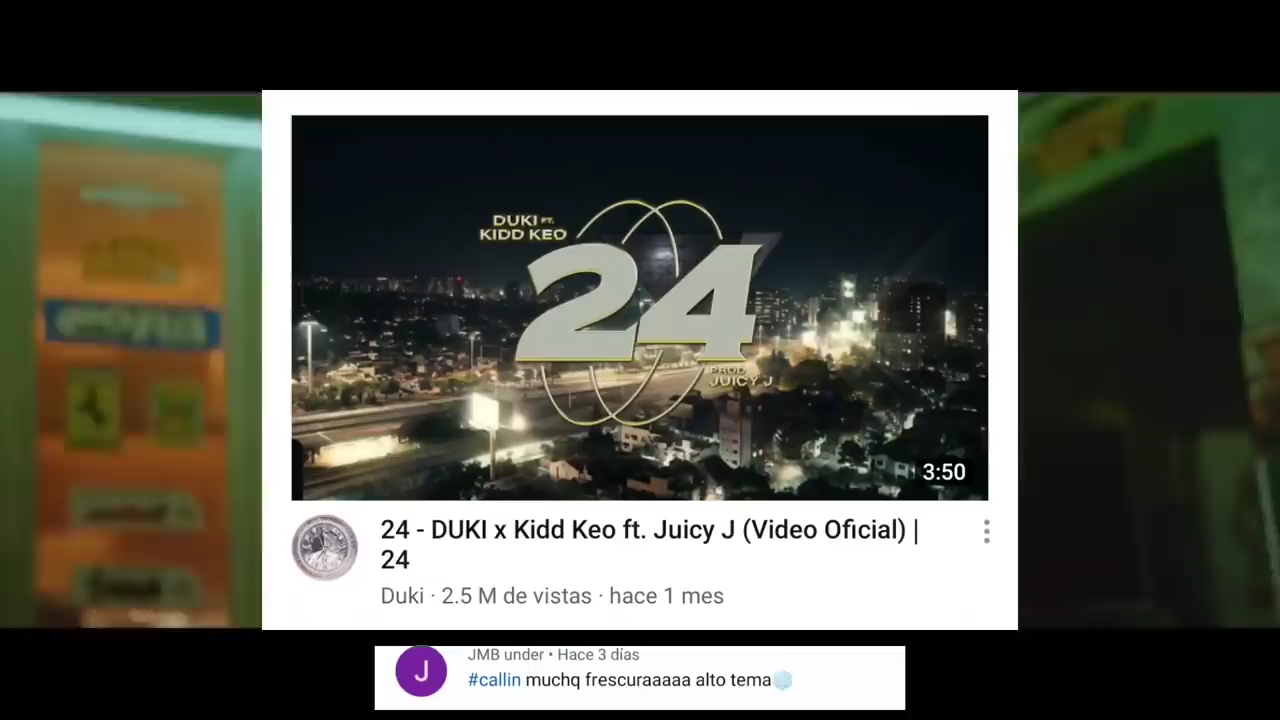 DUKI FT.
KIDD KEO
24
PROD
JUICY J
3:50
24 - DUKI x Kidd Keo ft. Juicy J (Video Oficial) |
24
Duki · 2.5 M de vistas · hace 1 mes
J
JMB under • Hace 3 días
#callin muchq frescuraaaaa alto tema❄️